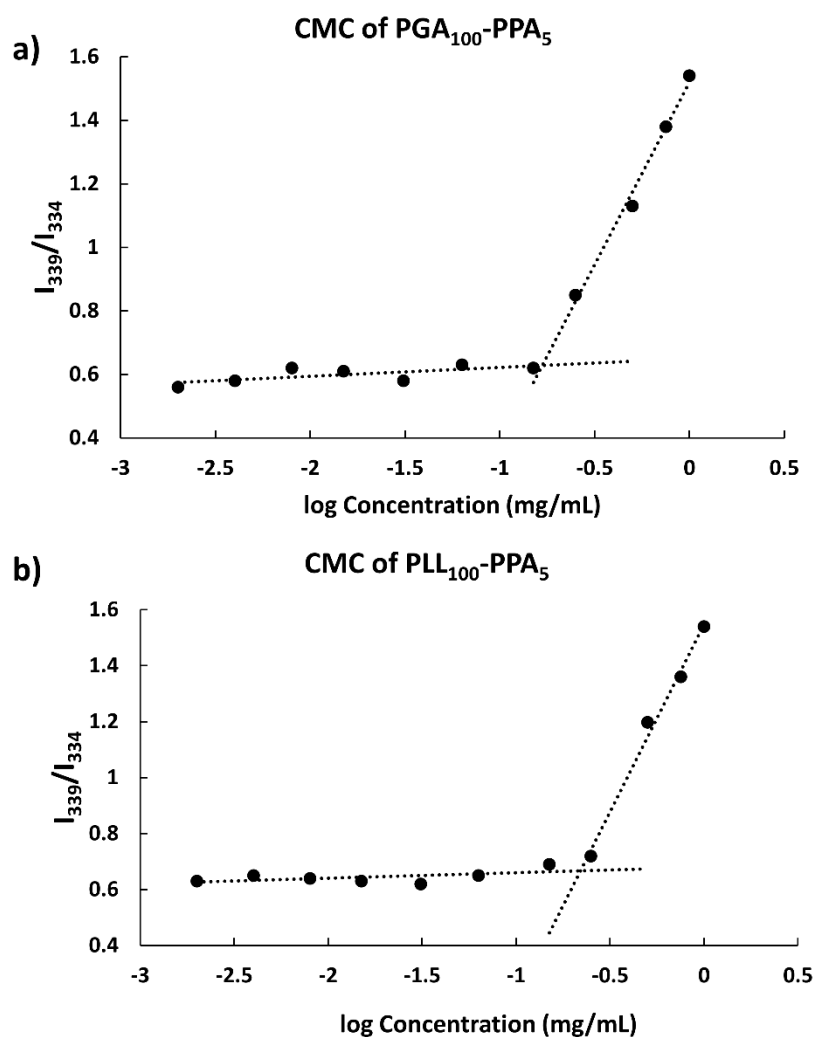 a)
CMC of PGA₁₀₀-PPA₅
1.6
1.4
1.2
1
0.8
0.6
0.4
I₃₃₉/I₃₃₄
-3 -2.5 -2 -1.5 -1 -0.5 0 0.5
log Concentration (mg/mL)
b)
CMC of PLL₁₀₀-PPA₅
1.6
1.4
1.2
1
0.8
0.6
0.4
I₃₃₉/I₃₃₄
-3 -2.5 -2 -1.5 -1 -0.5 0 0.5
log Concentration (mg/mL)